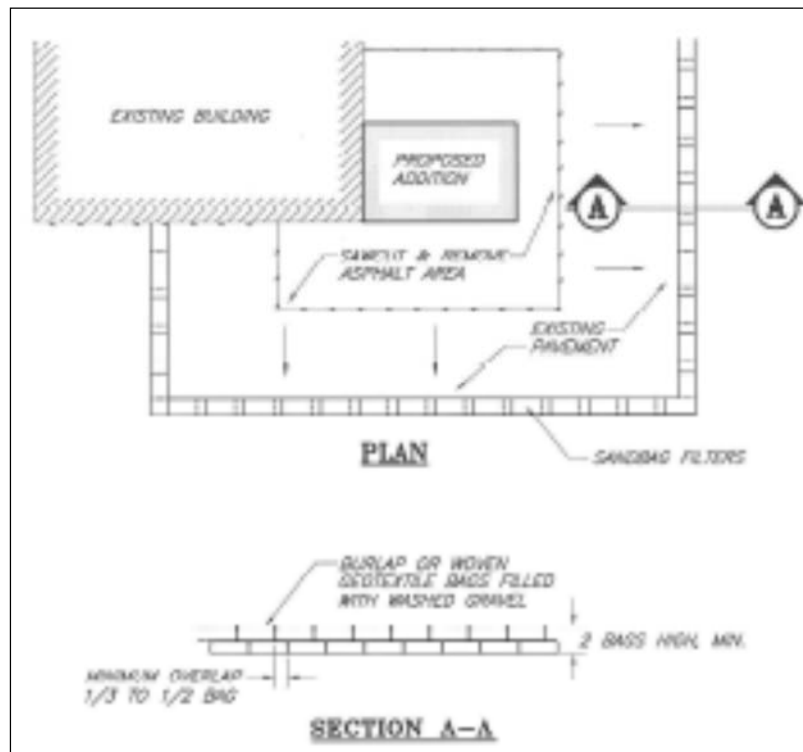 EXISTING BUILDING
PROPOSED
ADDITION
A
A
SAWCUT & REMOVE
ASPHALT AREA
EXISTING
PAVEMENT
PLAN
SANDBAG FILTERS
BURLAP OR WOVEN
GEOTEXTILE BAGS FILLED
WITH WASHED GRAVEL
2 BAGS HIGH, MIN.
MINIMUM OVERLAP
1/3 TO 1/2 BAG
SECTION A-A